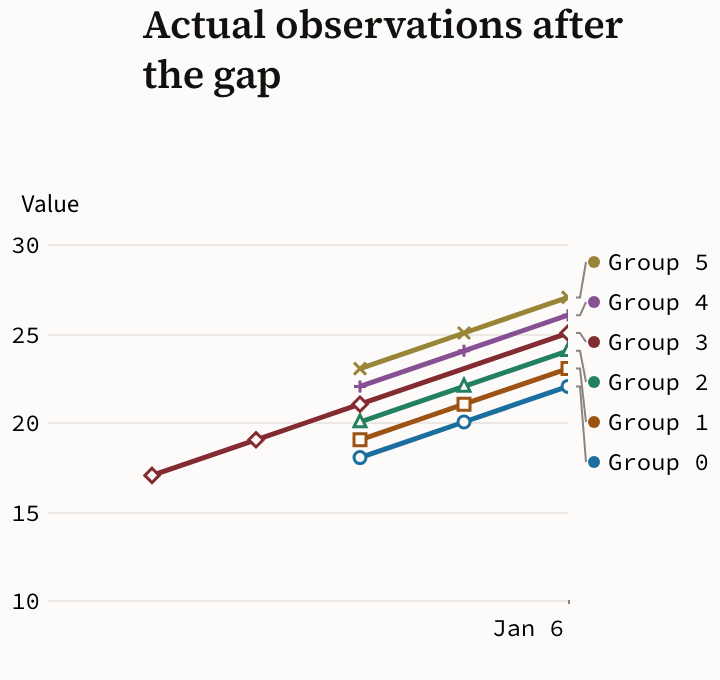 Actual observations after
the gap
Value
30
25
20
15
10
Group 5
Group 4
Group 3
Group 2
Group 1
Group 0
Jan 6